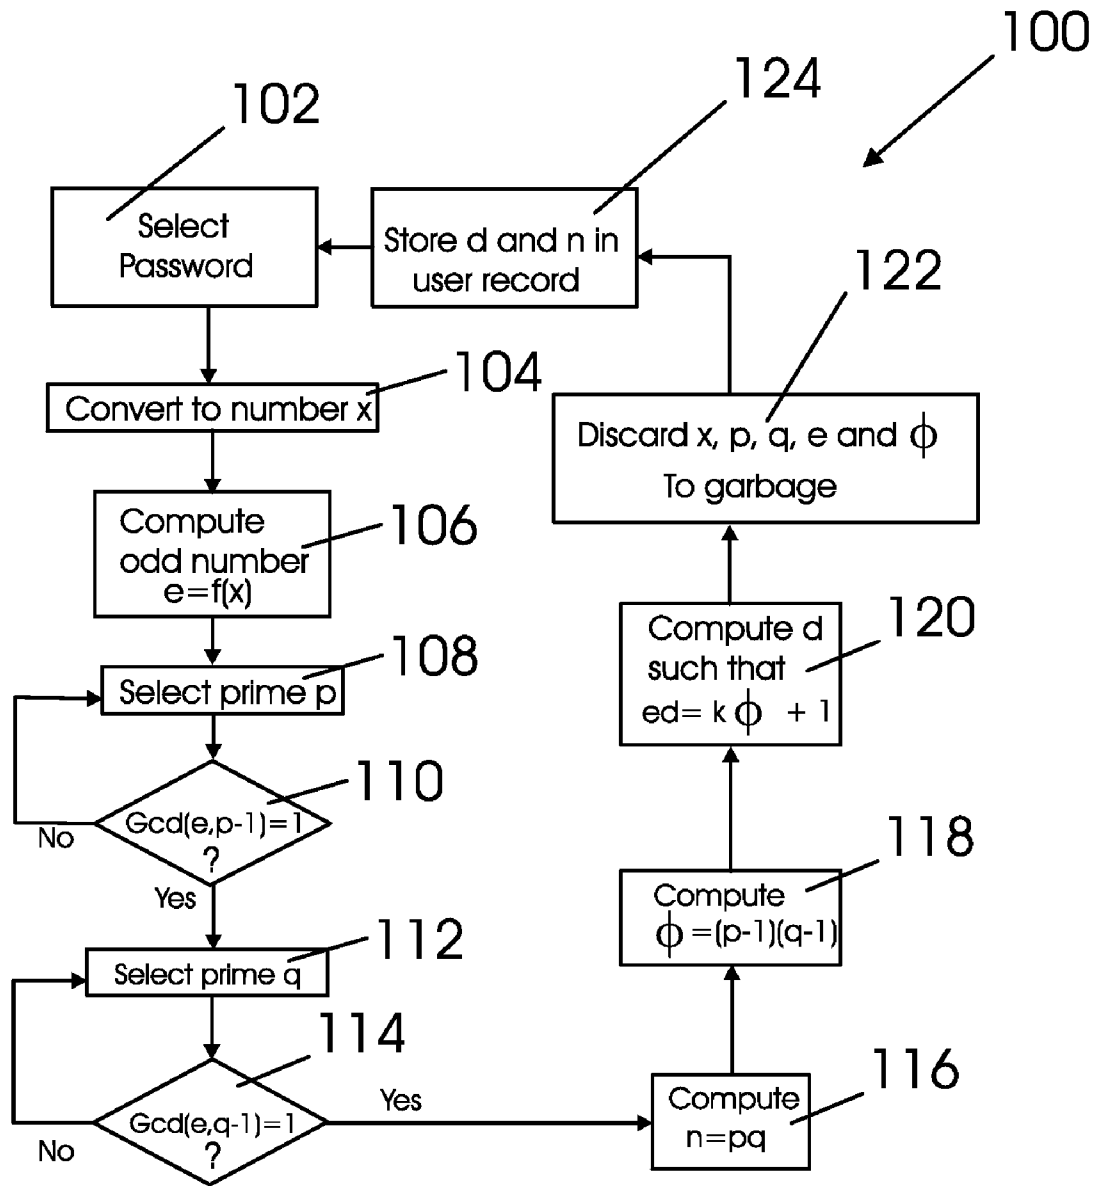 100
102
Select
Password
124
Store d and n in
user record
104
Convert to number x
122
Discard x, p, q, e and ϕ
To garbage
106
Compute
odd number
e=f(x)
108
Select prime p
120
Compute d
such that
ed= k ϕ + 1
110
Gcd(e,p-1)=1
?
No
Yes
118
Compute
ϕ =(p-1)(q-1)
112
Select prime q
114
Gcd(e,q-1)=1
?
No
Yes
116
Compute
n=pq